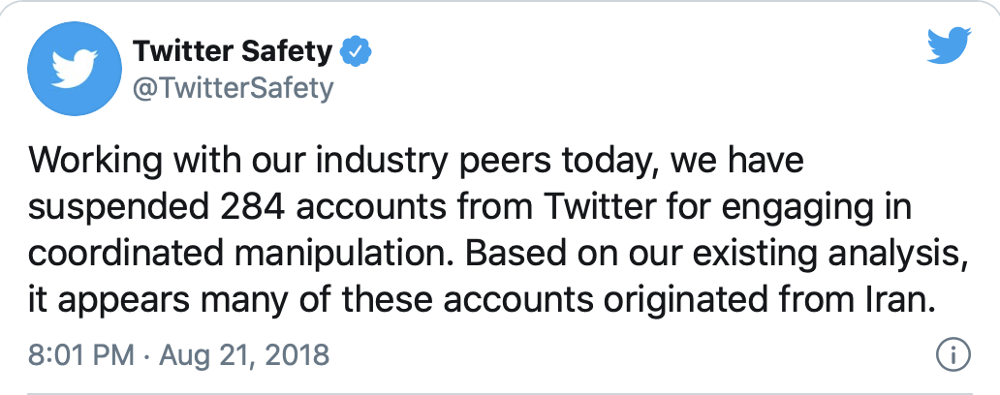 Twitter Safety
@TwitterSafety
Working with our industry peers today, we have
suspended 284 accounts from Twitter for engaging in
coordinated manipulation. Based on our existing analysis,
it appears many of these accounts originated from Iran.
8:01 PM · Aug 21, 2018